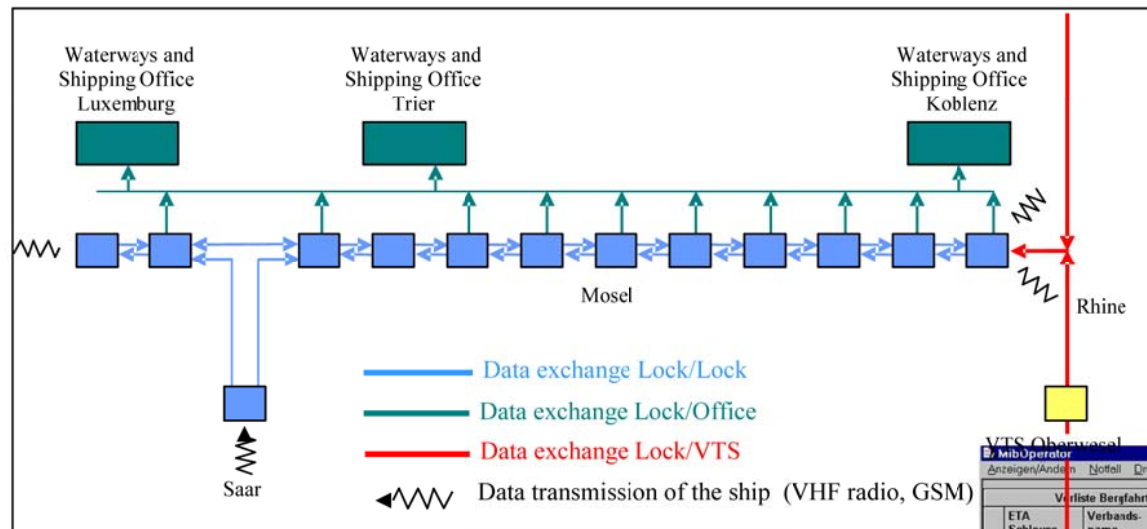 Waterways and
Shipping Office
Luxemburg
Waterways and
Shipping Office
Trier
Waterways and
Shipping Office
Koblenz
Mosel
Rhine
Data exchange Lock/Lock
Data exchange Lock/Office
Data exchange Lock/VTS
Data transmission of the ship (VHF radio, GSM)
Saar
VTS Oberwesel
MibOperator
Anzeigen/Ändern Notfall
Vorliste Bergfahrt
ETA Verbands-